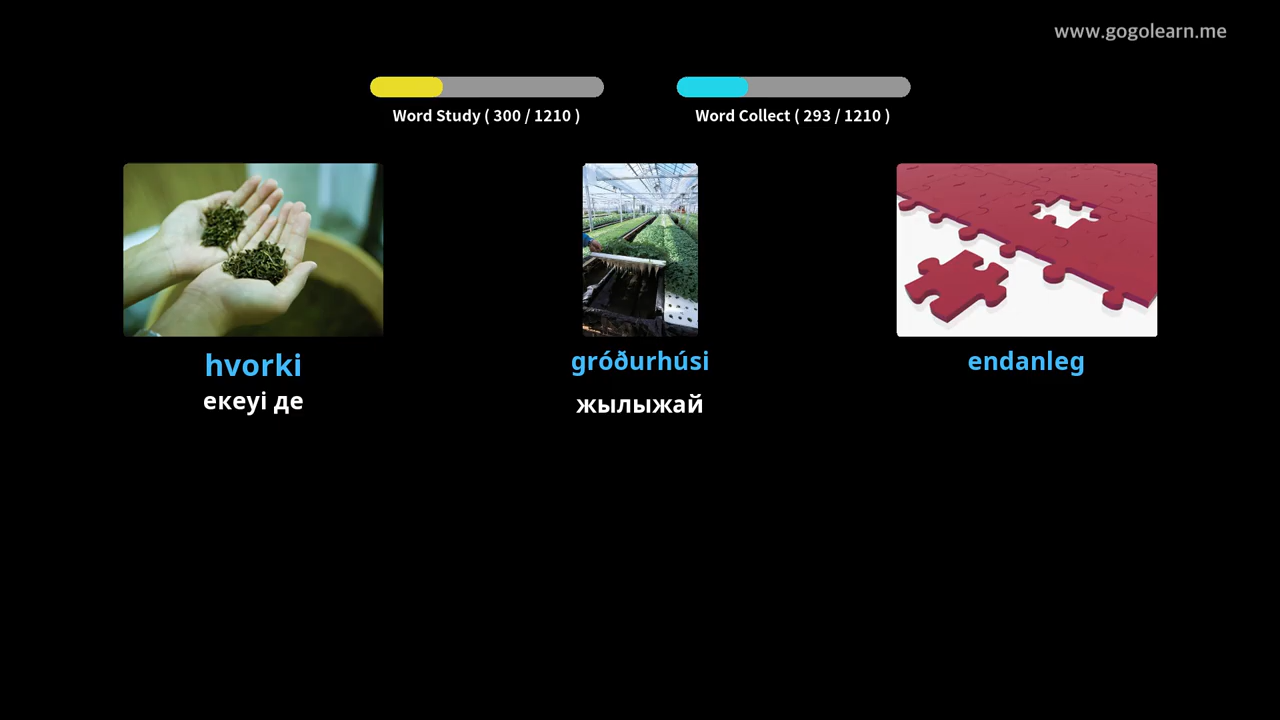 www.gogolearn.me
Word Study ( 300 / 1210 )
Word Collect ( 293 / 1210 )
hvorki
екеуі де
gróðurhúsi
жылыжай
endanleg